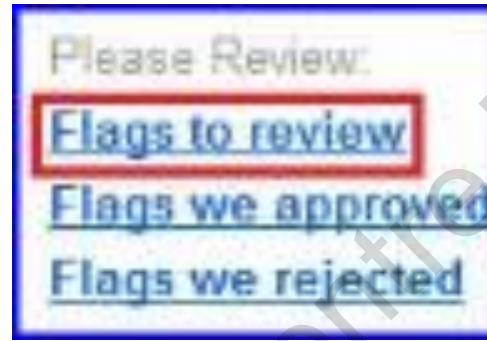 Please Review:
Flags to review
Flags we approved
Flags we rejected